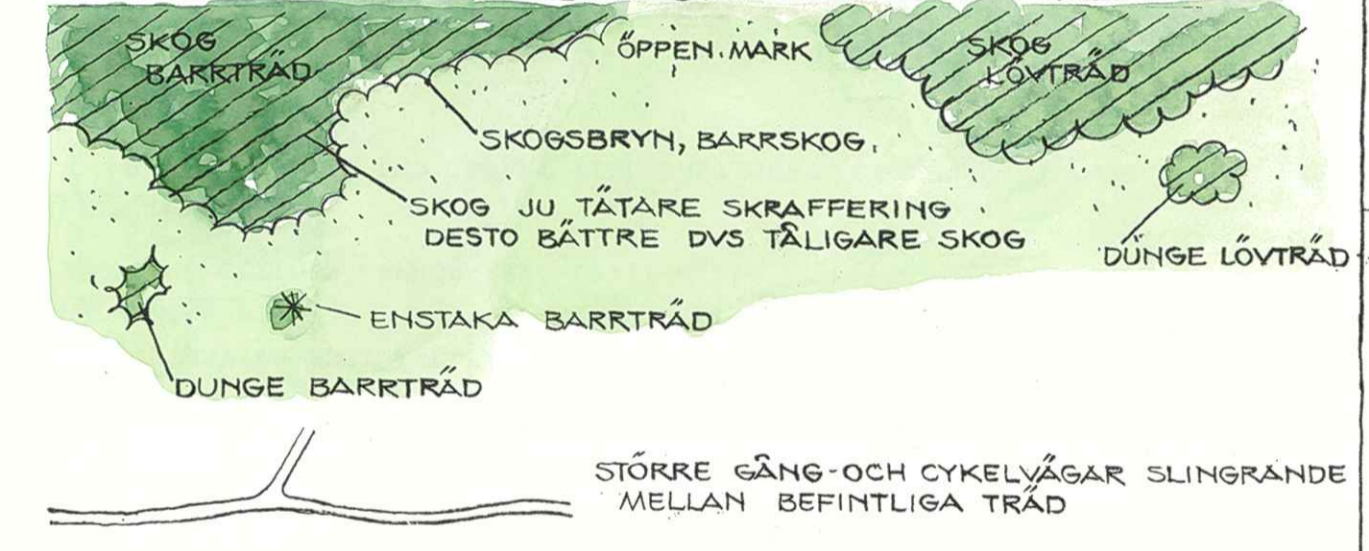 SKOG
BARRTRÄD
ÖPPEN MARK
SKOG
LÖVTRÄD
SKOGSBRYN, BARRSKOG.
SKOG JU TÄTARE SKRAFFERING
DESTO BÄTTRE DVS TÅLIGARE SKOG
DUNGE LÖVTRÄD
ENSTAKA BARRTRÄD
DUNGE BARRTRÄD
STÖRRE GÅNG-OCH CYKELVÄGAR SLINGRANDE
MELLAN BEFINTLIGA TRÄD